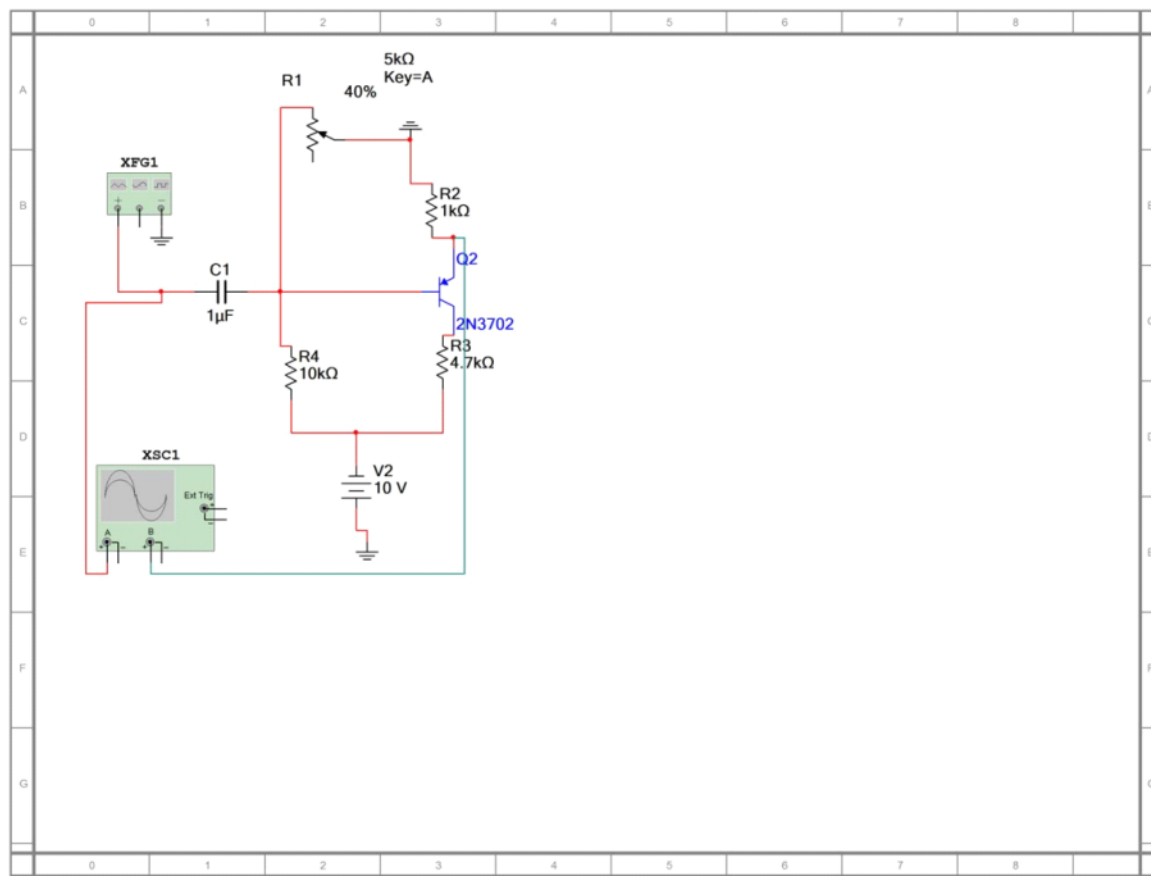 0 1 2 3 4 5 6 7 8
A A
5kΩ
Key=A
R1
40%
XFG1
B B
R2
1kΩ
Q2
C1
1µF
C C
2N3702
R3
4.7kΩ
R4
10kΩ
D D
XSC1
V2
10 V
Ext Trig
A B
E E
F F
G G
0 1 2 3 4 5 6 7 8